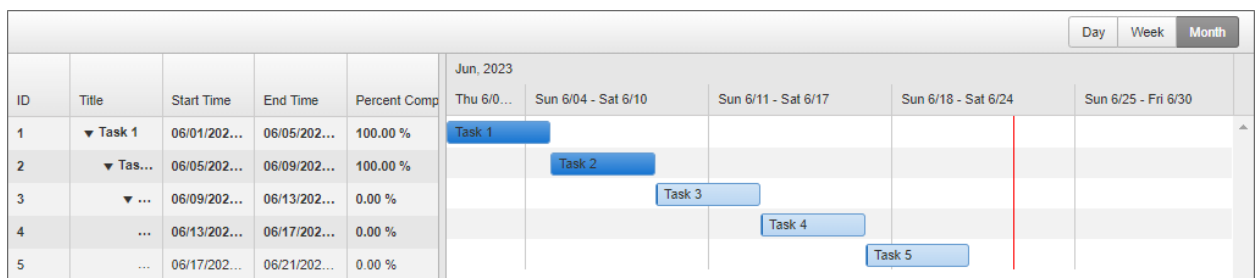 Day Week Month
Jun, 2023
ID Title Start Time End Time Percent Comp Thu 6/0... Sun 6/04 - Sat 6/10 Sun 6/11 - Sat 6/17 Sun 6/18 - Sat 6/24 Sun 6/25 - Fri 6/30
1 Task 1 06/01/202... 06/05/202... 100.00 % Task 1
2 Tas... 06/05/202... 06/09/202... 100.00 % Task 2
3 ... 06/09/202... 06/13/202... 0.00 % Task 3
4 ... 06/13/202... 06/17/202... 0.00 % Task 4
5 ... 06/17/202... 06/21/202... 0.00 % Task 5